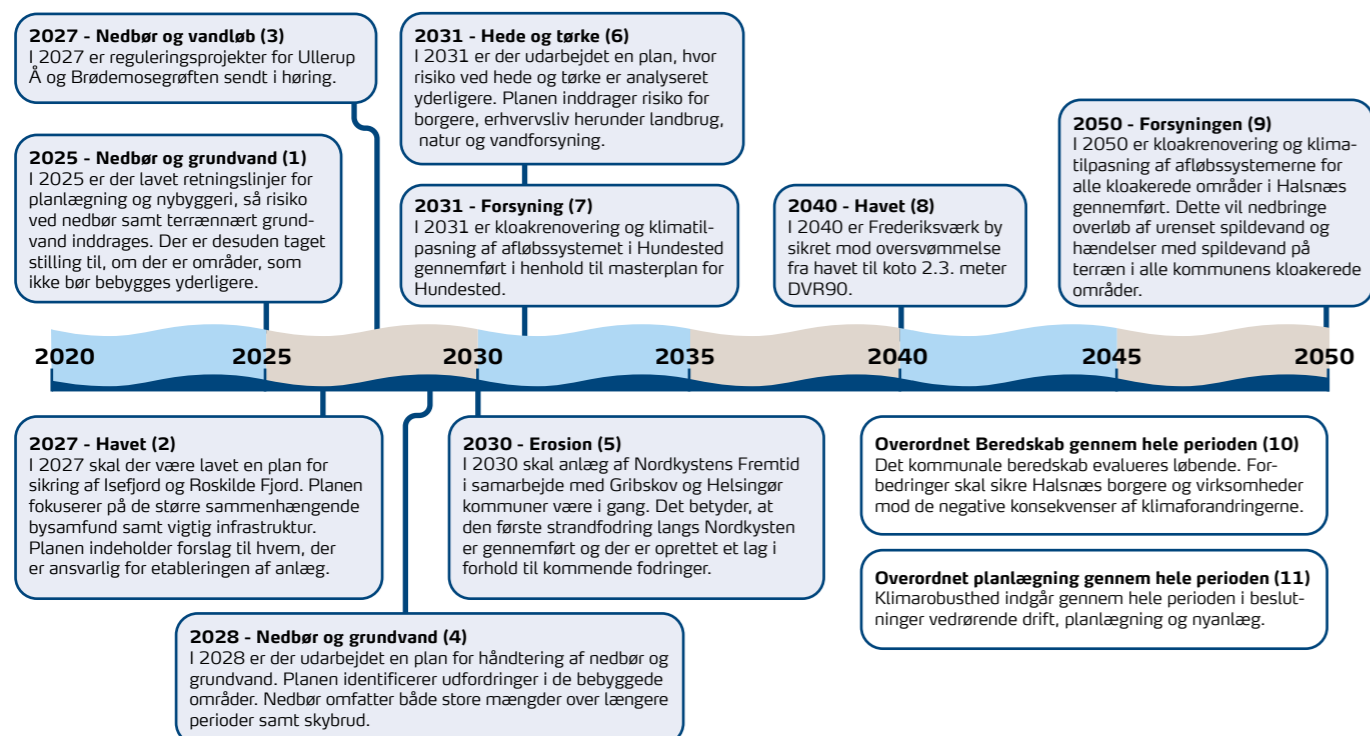 2027 - Nedbør og vandløb (3)
I 2027 er reguleringsprojekter for Ullerup
Å og Brødemosegrøften sendt i høring.
2025 - Nedbør og grundvand (1)
I 2025 er der lavet retningslinjer for
planlægning og nybyggeri, så risiko
ved nedbør samt terrænnært grund-
vand inddrages. Der er desuden taget
stilling til, om der er områder, som
ikke bør bebygges yderligere.
2031 - Hede og tørke (6)
I 2031 er der udarbejdet en plan, hvor
risiko ved hede og tørke er analyseret
yderligere. Planen inddrager risiko for
borgere, erhvervsliv herunder landbrug,
natur og vandforsyning.
2031 - Forsyning (7)
I 2031 er kloakrenovering og klimatil-
pasning af afløbssystemet i Hundested
gennemført i henhold til masterplan for
Hundested.
2040 - Havet (8)
I 2040 er Frederiksværk by
sikret mod oversvømmelse
fra havet til koto 2.3. meter
DVR90.
2050 - Forsyningen (9)
I 2050 er kloakrenovering og klima-
tilpasning af afløbssystemerne for
alle kloakerede områder i Halsnæs
gennemført. Dette vil nedbringe
overløb af urenset spildevand og
hændelser med spildevand på
terræn i alle kommunens kloakerede
områder.
2020 2025 2030 2035 2040 2045 2050
2027 - Havet (2)
I 2027 skal der være lavet en plan for
sikring af Isefjord og Roskilde Fjord. Planen
fokuserer på de større sammenhængende
bysamfund samt vigtig infrastruktur.
Planen indeholder forslag til hvem, der
er ansvarlig for etableringen af anlæg.
2030 - Erosion (5)
I 2030 skal anlæg af Nordkystens Fremtid
i samarbejde med Gribskov og Helsingør
kommuner være i gang. Det betyder, at
den første strandfodring langs Nordkysten
er gennemført og der er oprettet et lag i
forhold til kommende fodringer.
2028 - Nedbør og grundvand (4)
I 2028 er der udarbejdet en plan for håndtering af nedbør og
grundvand. Planen identificerer udfordringer i de bebyggede
områder. Nedbør omfatter både store mængder over længere
perioder samt skybrud.
Overordnet Beredskab gennem hele perioden (10)
Det kommunale beredskab evalueres løbende. For-
bedringer skal sikre Halsnæs borgere og virksomheder
mod de negative konsekvenser af klimaforandringerne.
Overordnet planlægning gennem hele perioden (11)
Klimarobusthed indgår gennem hele perioden i beslut-
ninger vedrørende drift, planlægning og nyanlæg.